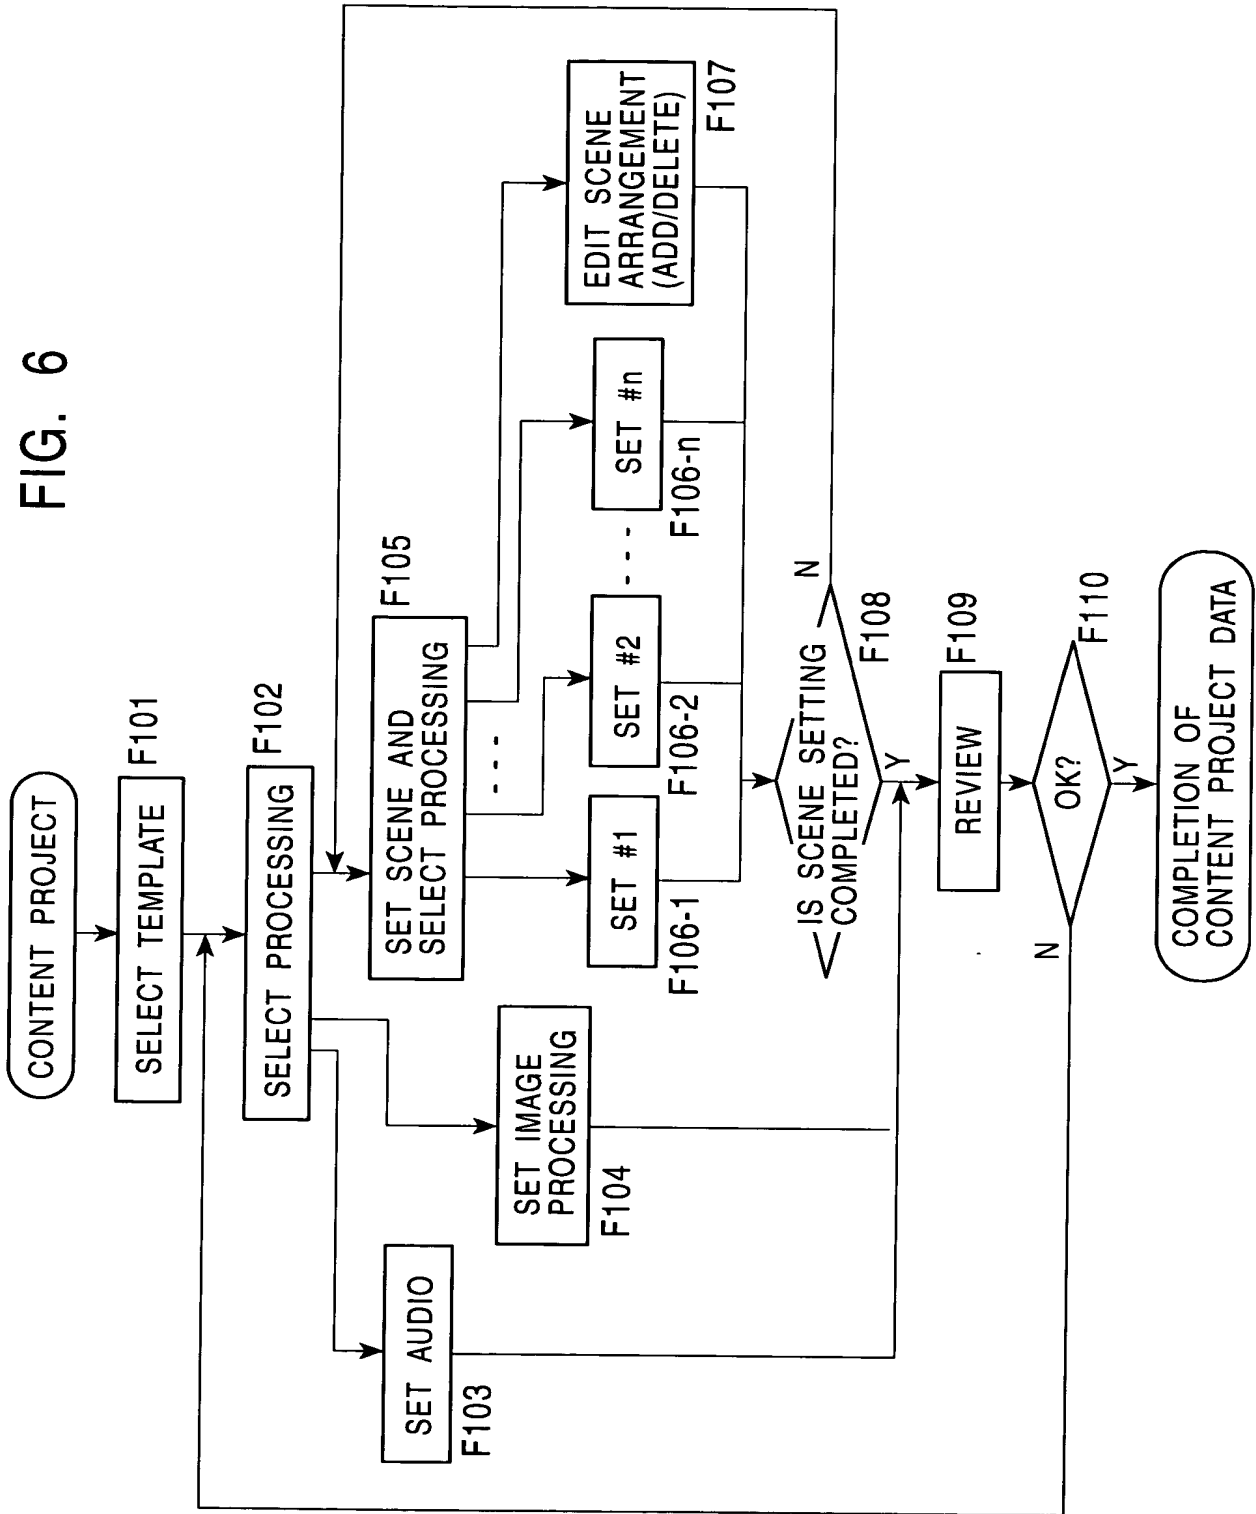 FIG. 6
CONTENT PROJECT
SELECT TEMPLATE
F101
SELECT PROCESSING
F102
SET AUDIO
F103
SET IMAGE
PROCESSING
F104
SET SCENE AND
SELECT PROCESSING
F105
SET #1
F106-1
SET #2
F106-2
SET #n
F106-n
EDIT SCENE
ARRANGEMENT
(ADD/DELETE)
F107
IS SCENE SETTING
COMPLETED?
N
F108
Y
REVIEW
F109
N
OK?
F110
Y
COMPLETION OF
CONTENT PROJECT DATA